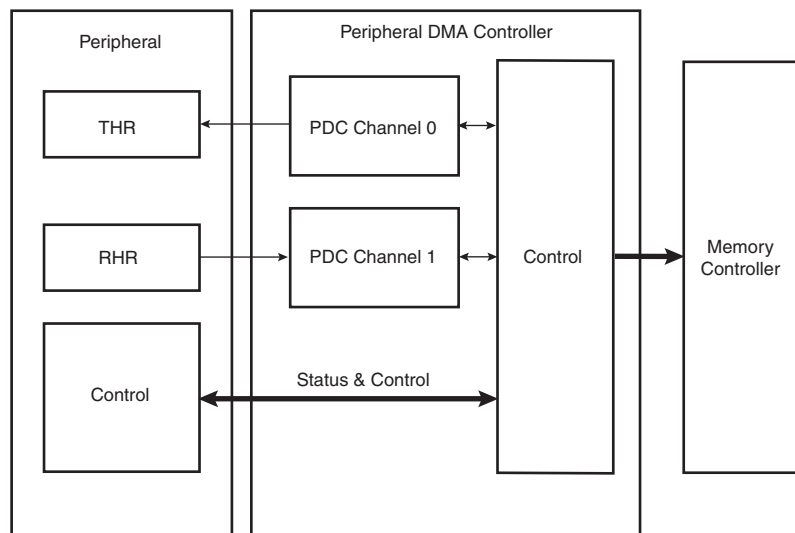 Peripheral
Peripheral DMA Controller
THR
PDC Channel 0
RHR
PDC Channel 1
Control
Memory
Controller
Control
Status & Control